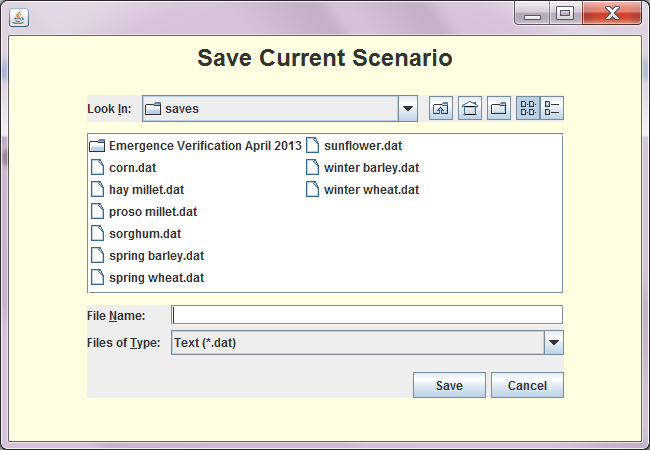 Save Current Scenario
Look In: saves
Emergence Verification April 2013
corn.dat
hay millet.dat
proso millet.dat
sorghum.dat
spring barley.dat
spring wheat.dat
sunflower.dat
winter barley.dat
winter wheat.dat
File Name:
Files of Type: Text (*.dat)
Save Cancel